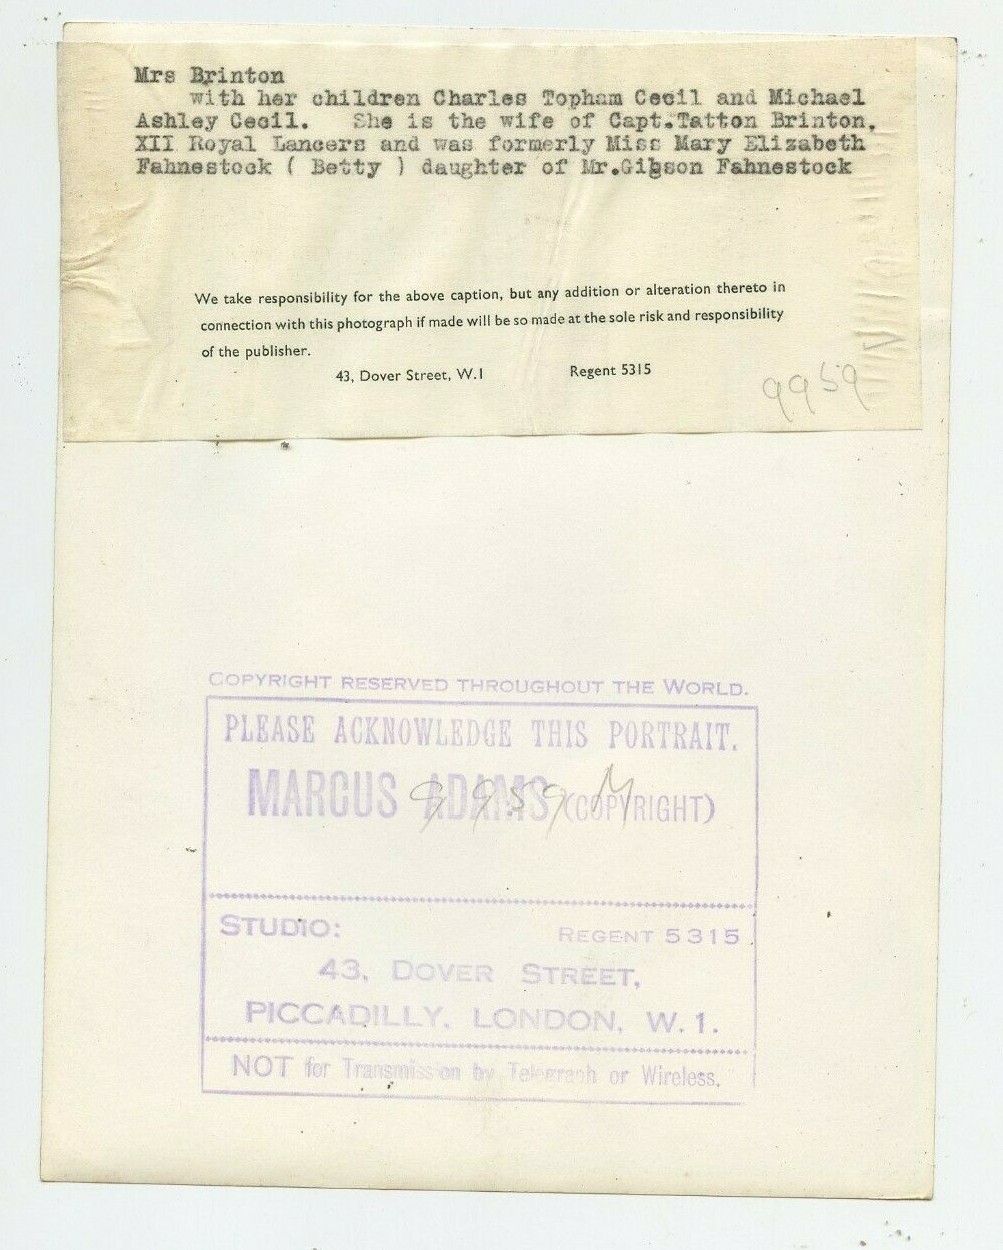 Mrs Brinton
with her children Charles Topham Cecil and Michael
Ashley Cecil. She is the wife of Capt.Tatton Brinton,
XII Royal Lancers and was formerly Miss Mary Elizabeth
Fahnestock ( Betty ) daughter of Mr.Gibson Fahnestock
We take responsibility for the above caption, but any addition or alteration thereto in
connection with this photograph if made will be so made at the sole risk and responsibility
of the publisher.
43, Dover Street, W.1 Regent 5315
9959
COPYRIGHT RESERVED THROUGHOUT THE WORLD.
PLEASE ACKNOWLEDGE THIS PORTRAIT.
MARCUS ADAMS (COPYRIGHT)
9959 M
STUDIO: REGENT 5315.
43, DOVER STREET,
PICCADILLY, LONDON, W.1.
NOT for Transmission by Telegraph or Wireless.